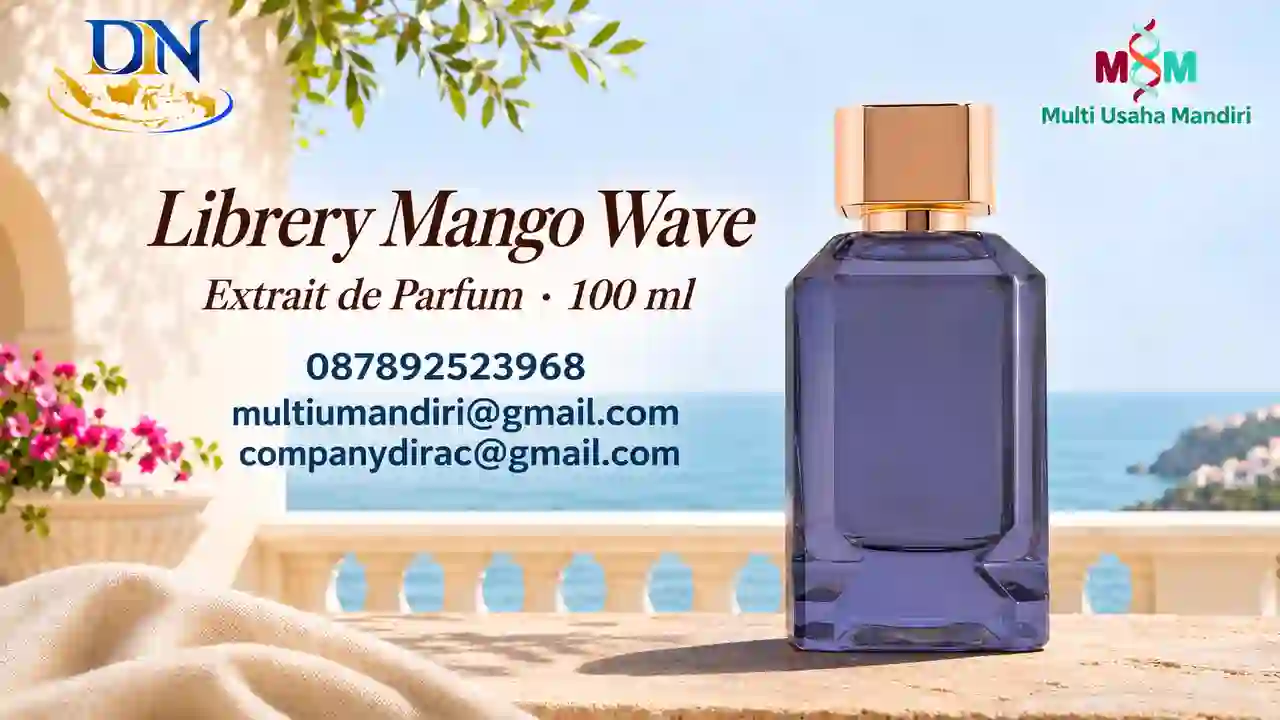 DN
M8M
Multi Usaha Mandiri
Librery Mango Wave
Extrait de Parfum · 100 ml
087892523968
multiumandiri@gmail.com
companydirac@gmail.com